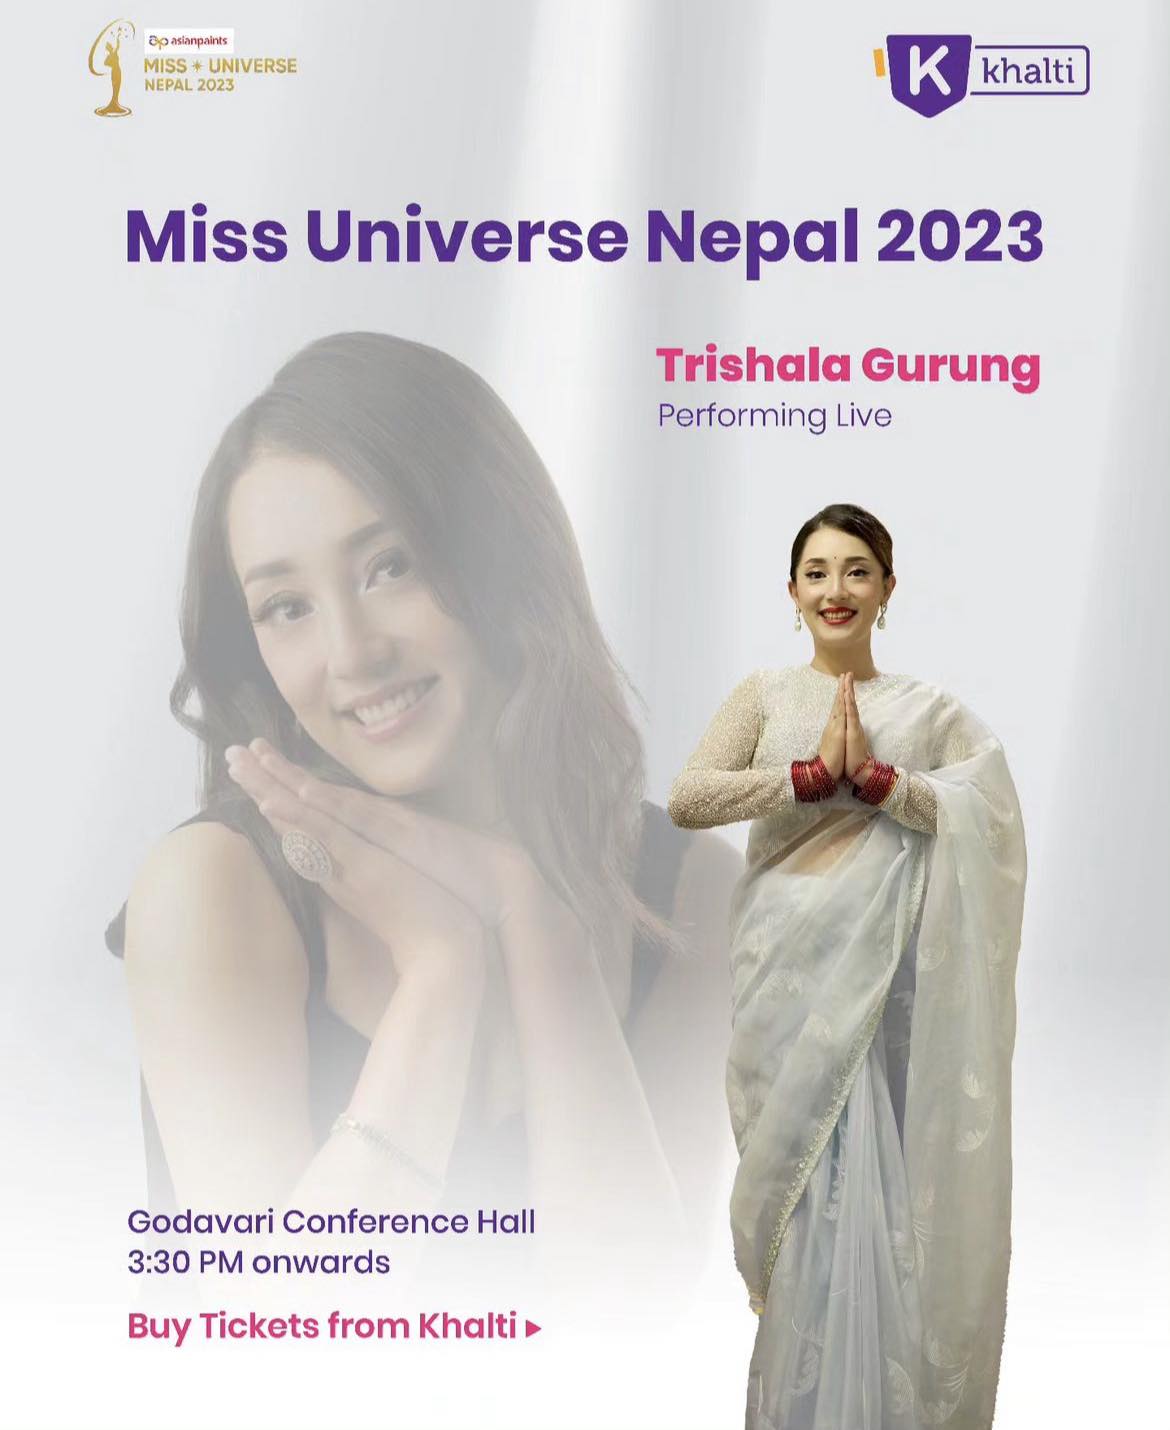 asianpaints
MISS ✶ UNIVERSE
NEPAL 2023
K khalti
Miss Universe Nepal 2023
Trishala Gurung
Performing Live
Godavari Conference Hall
3:30 PM onwards
Buy Tickets from Khalti ▸